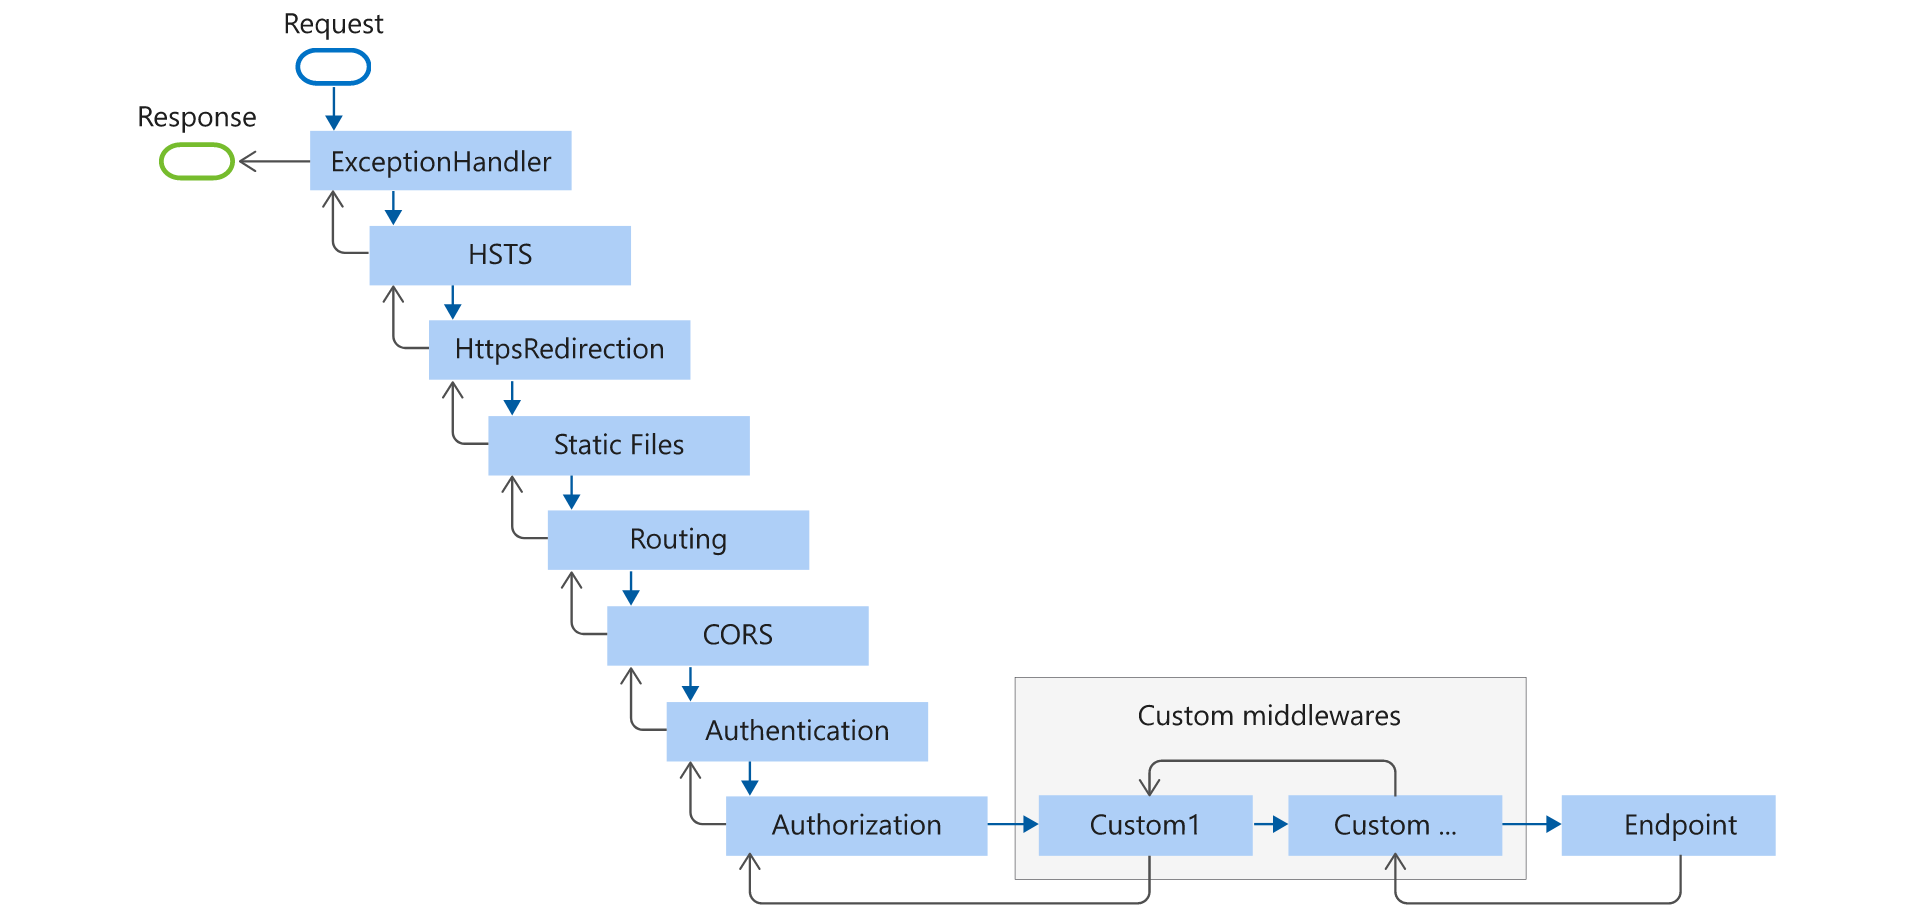 Request
Response
ExceptionHandler
HSTS
HttpsRedirection
Static Files
Routing
CORS
Authentication
Custom middlewares
Authorization
Custom1
Custom ...
Endpoint